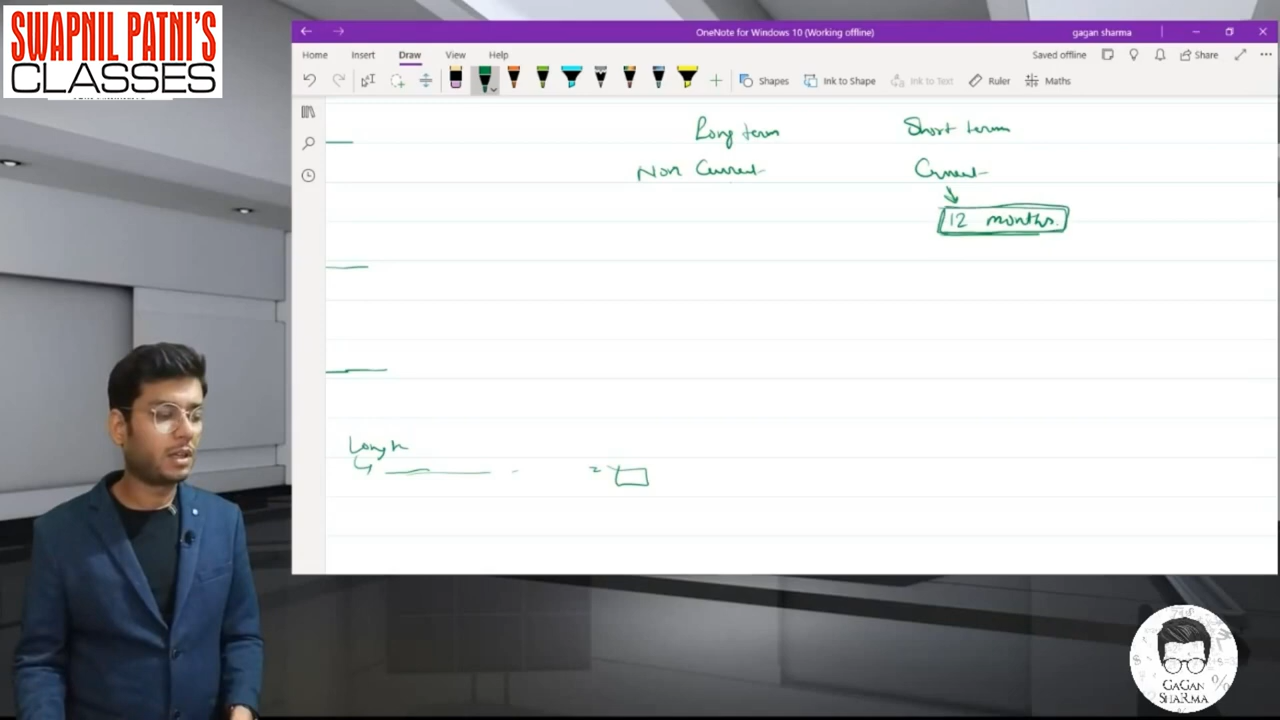 SWAPNIL PATNI'S
CLASSES
OneNote for Windows 10 (Working offline)
gagan sharma
Home Insert Draw View Help
Saved offline
Share
Shapes
Ink to Shape
Ink to Text
Ruler
Maths
Long term Short term
Non Current Current
12 months.
GAGAN
SHARMA
%